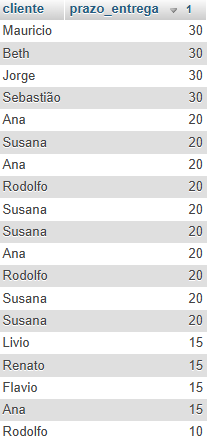 cliente prazo_entrega 1
Mauricio 30
Beth 30
Jorge 30
Sebastião 30
Ana 20
Susana 20
Ana 20
Rodolfo 20
Susana 20
Susana 20
Ana 20
Rodolfo 20
Susana 20
Susana 20
Livio 15
Renato 15
Flavio 15
Ana 15
Rodolfo 10